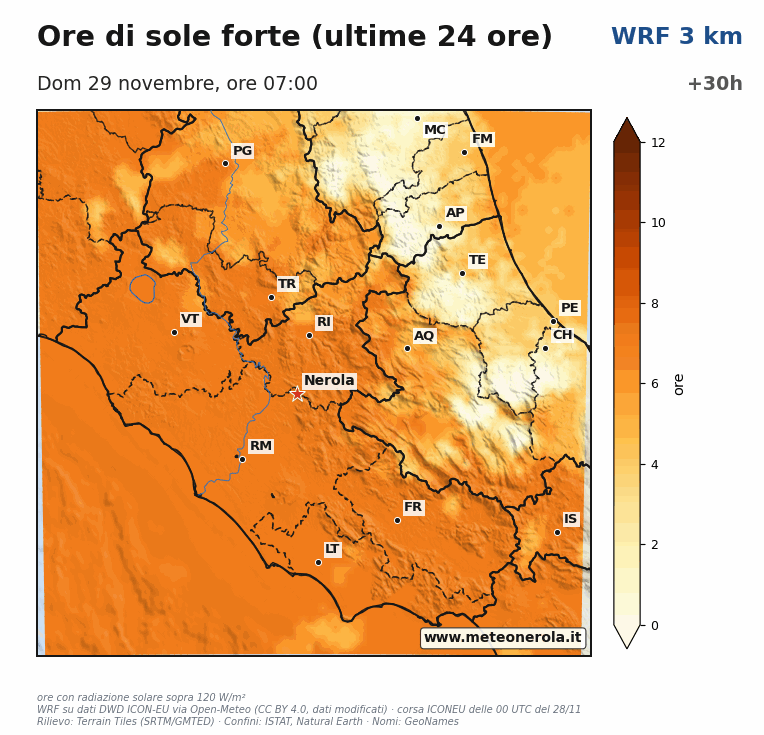 Ore di sole forte (ultime 24 ore)
WRF 3 km
Dom 29 novembre, ore 07:00
+30h
MC
FM
PG
AP
TE
TR
PE
VT
RI
AQ
CH
Nerola
RM
FR
IS
LT
www.meteonerola.it
12
10
8
6
4
2
0
ore
ore con radiazione solare sopra 120 W/m²
WRF su dati DWD ICON-EU via Open-Meteo (CC BY 4.0, dati modificati) · corsa ICONEU delle 00 UTC del 28/11
Rilievo: Terrain Tiles (SRTM/GMTED) · Confini: ISTAT, Natural Earth · Nomi: GeoNames